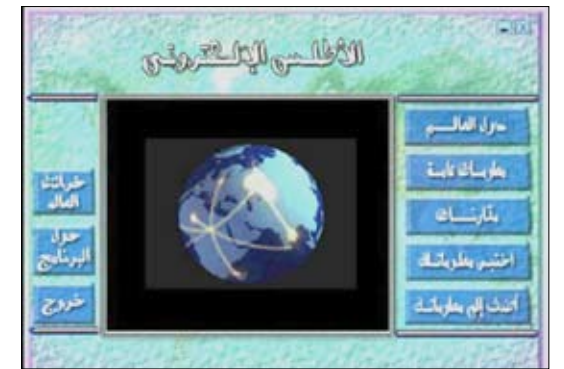 الأطلس الإلكتروني
دول العالم
معلومات عامة
مقارنات
اختبر معلوماتك
أضف إلى معلوماتك
خرائط
العالم
حول
البرنامج
خروج